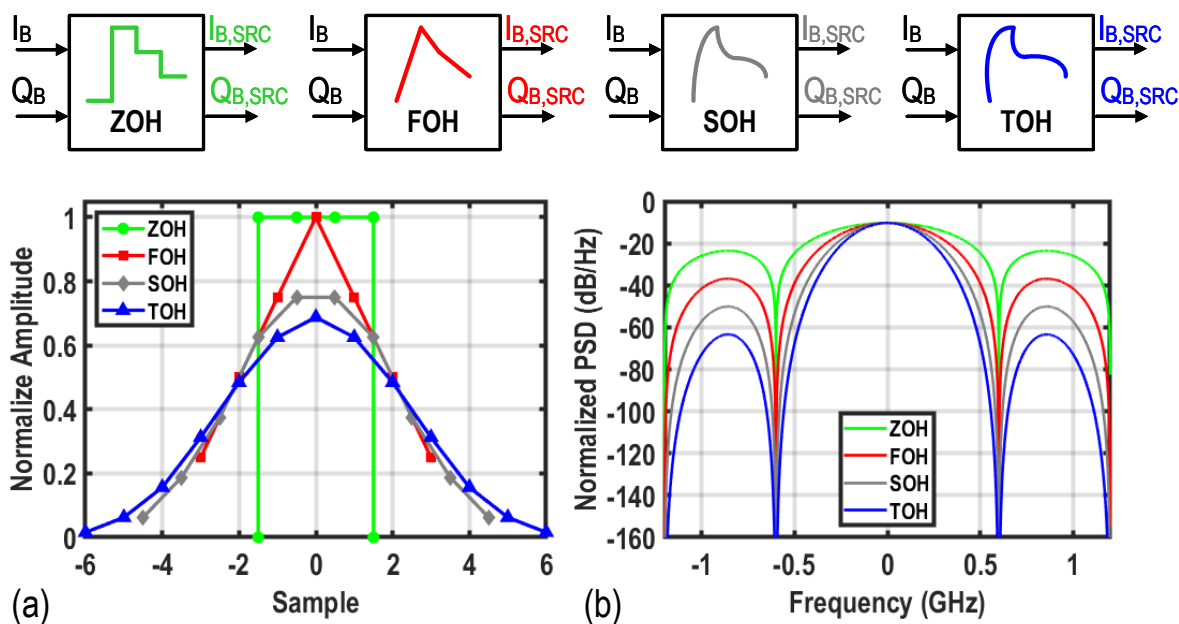 I_B I_B,SRC I_B I_B,SRC I_B I_B,SRC I_B I_B,SRC
Q_B Q_B,SRC Q_B Q_B,SRC Q_B Q_B,SRC Q_B Q_B,SRC
ZOH FOH SOH TOH
Normalize Amplitude
1
0.8
0.6
0.4
0.2
0
ZOH
FOH
SOH
TOH
-6 -4 -2 0 2 4 6
Sample
(a)
Normalized PSD (dB/Hz)
0
-20
-40
-60
-80
-100
-120
-140
-160
ZOH
FOH
SOH
TOH
-1 -0.5 0 0.5 1
Frequency (GHz)
(b)